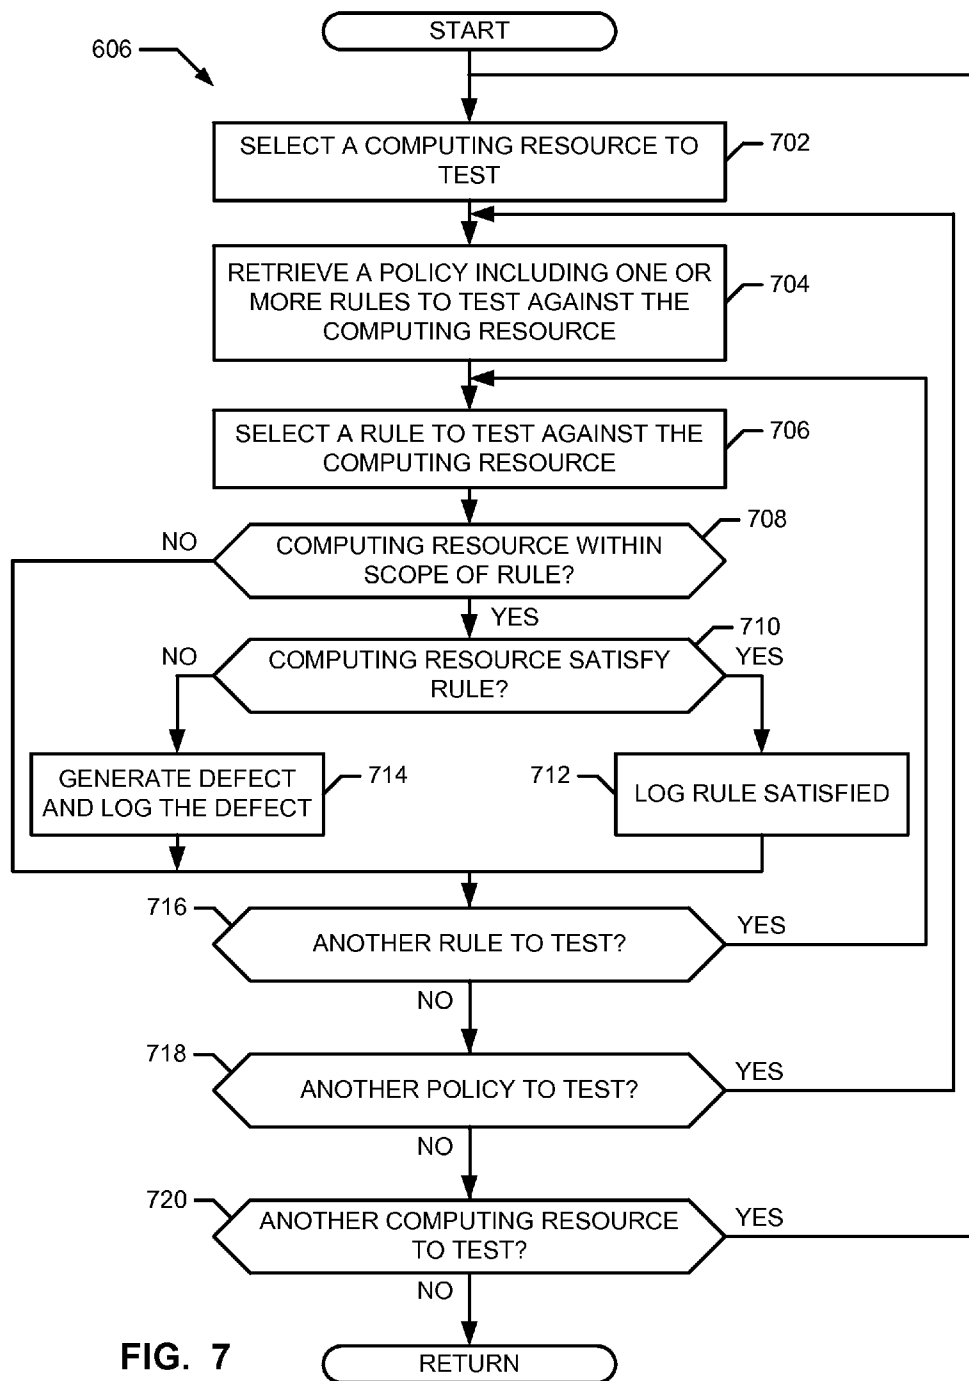 START
606
SELECT A COMPUTING RESOURCE TO
TEST
702
RETRIEVE A POLICY INCLUDING ONE OR
MORE RULES TO TEST AGAINST THE
COMPUTING RESOURCE
704
SELECT A RULE TO TEST AGAINST THE
COMPUTING RESOURCE
706
NO
COMPUTING RESOURCE WITHIN
SCOPE OF RULE?
708
YES
NO
COMPUTING RESOURCE SATISFY
RULE?
710
YES
GENERATE DEFECT
AND LOG THE DEFECT
714
712
LOG RULE SATISFIED
716
ANOTHER RULE TO TEST?
YES
NO
718
ANOTHER POLICY TO TEST?
YES
NO
720
ANOTHER COMPUTING RESOURCE
TO TEST?
YES
NO
FIG. 7
RETURN